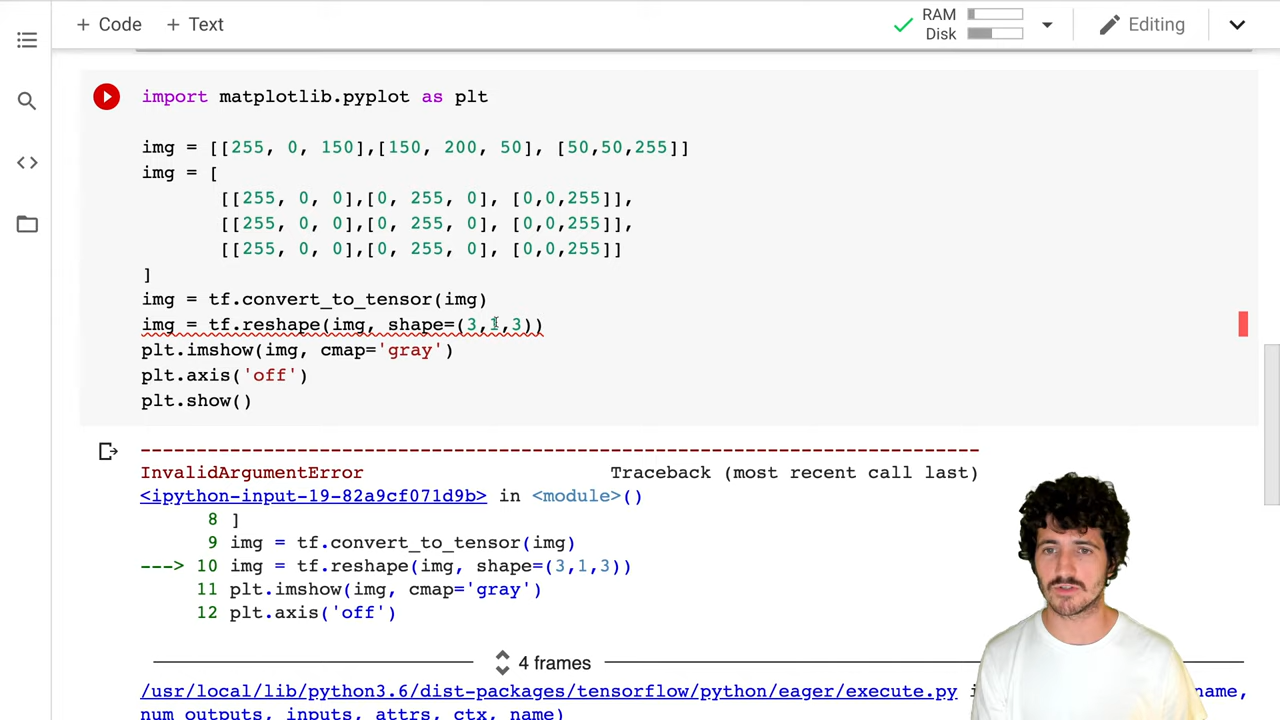 + Code + Text
RAM
Disk
Editing
import matplotlib.pyplot as plt
img = [[255, 0, 150],[150, 200, 50], [50,50,255]]
img = [
[[255, 0, 0],[0, 255, 0], [0,0,255]],
[[255, 0, 0],[0, 255, 0], [0,0,255]],
[[255, 0, 0],[0, 255, 0], [0,0,255]]
]
img = tf.convert_to_tensor(img)
img = tf.reshape(img, shape=(3,1,3))
plt.imshow(img, cmap='gray')
plt.axis('off')
plt.show()
---------------------------------------------------------------------------
InvalidArgumentError Traceback (most recent call last)
<ipython-input-19-82a9cf071d9b> in <module>()
8 ]
9 img = tf.convert_to_tensor(img)
---> 10 img = tf.reshape(img, shape=(3,1,3))
11 plt.imshow(img, cmap='gray')
12 plt.axis('off')
4 frames
/usr/local/lib/python3.6/dist-packages/tensorflow/python/eager/execute.py name,
num_outputs, inputs, attrs, ctx, name)